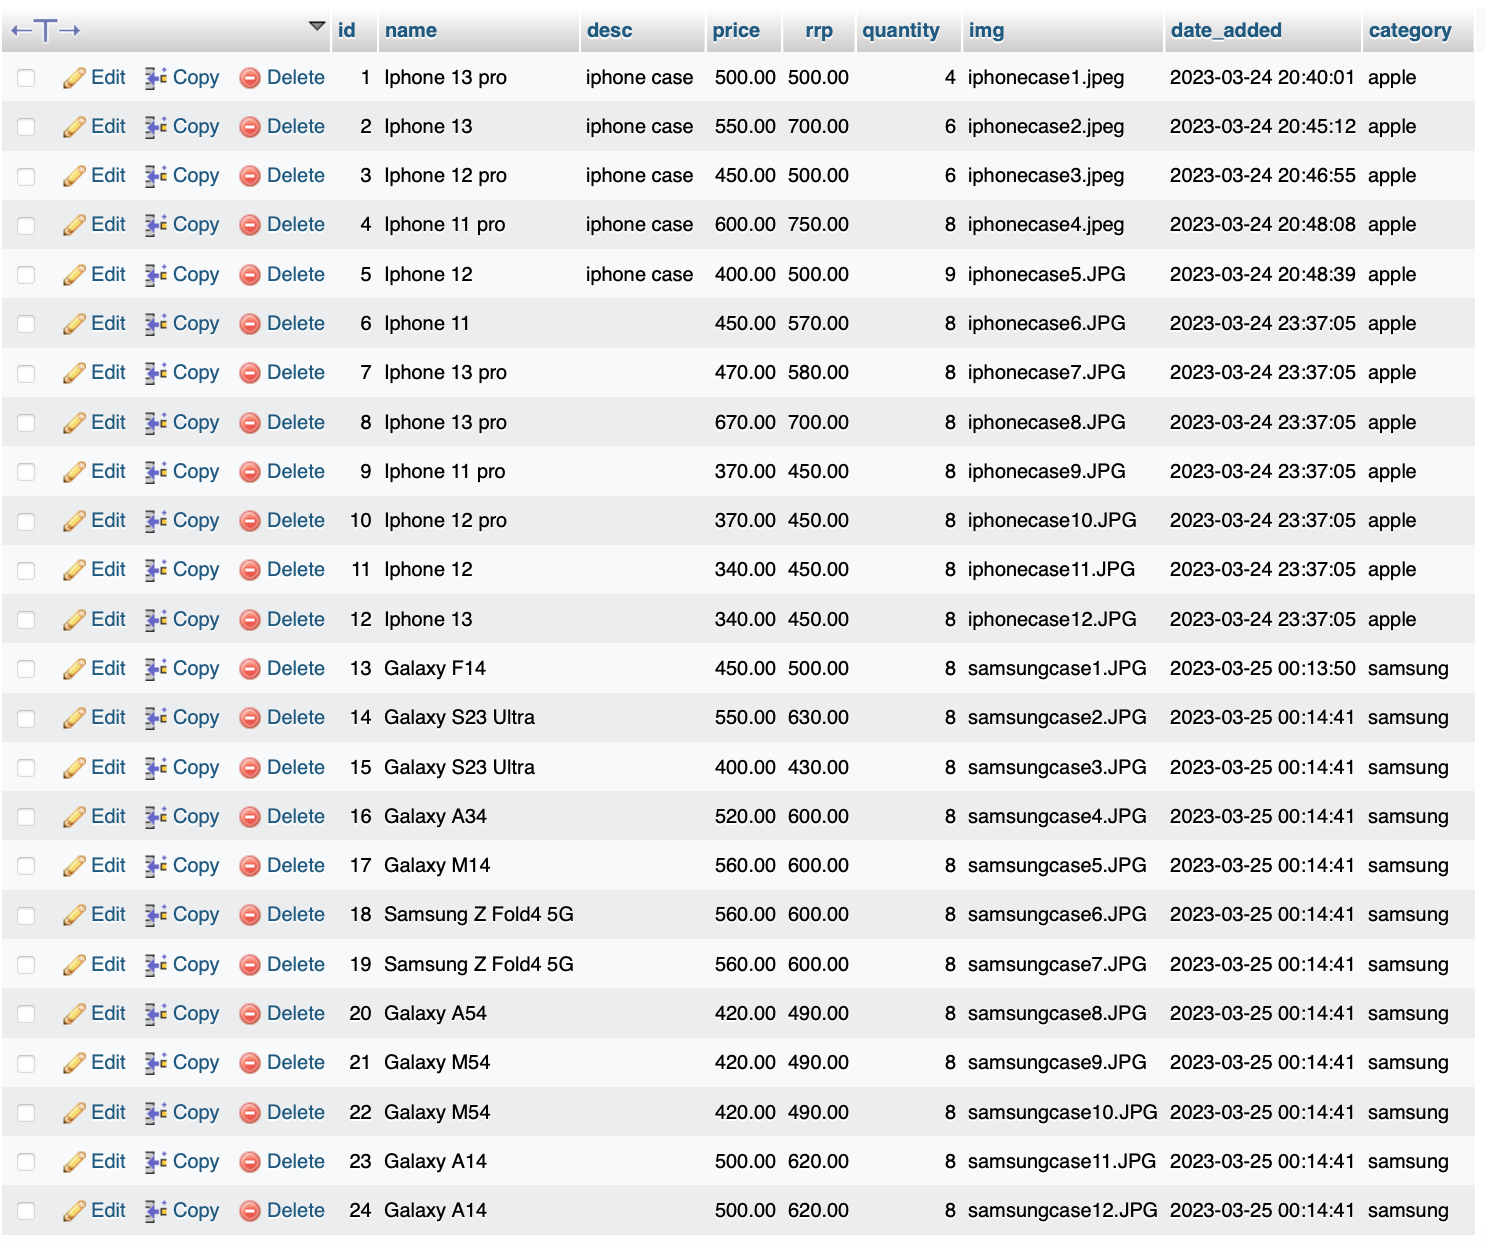 id name desc price rrp quantity img date_added category
Edit Copy Delete 1 Iphone 13 pro iphone case 500.00 500.00 4 iphonecase1.jpeg 2023-03-24 20:40:01 apple
Edit Copy Delete 2 Iphone 13 iphone case 550.00 700.00 6 iphonecase2.jpeg 2023-03-24 20:45:12 apple
Edit Copy Delete 3 Iphone 12 pro iphone case 450.00 500.00 6 iphonecase3.jpeg 2023-03-24 20:46:55 apple
Edit Copy Delete 4 Iphone 11 pro iphone case 600.00 750.00 8 iphonecase4.jpeg 2023-03-24 20:48:08 apple
Edit Copy Delete 5 Iphone 12 iphone case 400.00 500.00 9 iphonecase5.JPG 2023-03-24 20:48:39 apple
Edit Copy Delete 6 Iphone 11 450.00 570.00 8 iphonecase6.JPG 2023-03-24 23:37:05 apple
Edit Copy Delete 7 Iphone 13 pro 470.00 580.00 8 iphonecase7.JPG 2023-03-24 23:37:05 apple
Edit Copy Delete 8 Iphone 13 pro 670.00 700.00 8 iphonecase8.JPG 2023-03-24 23:37:05 apple
Edit Copy Delete 9 Iphone 11 pro 370.00 450.00 8 iphonecase9.JPG 2023-03-24 23:37:05 apple
Edit Copy Delete 10 Iphone 12 pro 370.00 450.00 8 iphonecase10.JPG 2023-03-24 23:37:05 apple
Edit Copy Delete 11 Iphone 12 340.00 450.00 8 iphonecase11.JPG 2023-03-24 23:37:05 apple
Edit Copy Delete 12 Iphone 13 340.00 450.00 8 iphonecase12.JPG 2023-03-24 23:37:05 apple
Edit Copy Delete 13 Galaxy F14 450.00 500.00 8 samsungcase1.JPG 2023-03-25 00:13:50 samsung
Edit Copy Delete 14 Galaxy S23 Ultra 550.00 630.00 8 samsungcase2.JPG 2023-03-25 00:14:41 samsung
Edit Copy Delete 15 Galaxy S23 Ultra 400.00 430.00 8 samsungcase3.JPG 2023-03-25 00:14:41 samsung
Edit Copy Delete 16 Galaxy A34 520.00 600.00 8 samsungcase4.JPG 2023-03-25 00:14:41 samsung
Edit Copy Delete 17 Galaxy M14 560.00 600.00 8 samsungcase5.JPG 2023-03-25 00:14:41 samsung
Edit Copy Delete 18 Samsung Z Fold4 5G 560.00 600.00 8 samsungcase6.JPG 2023-03-25 00:14:41 samsung
Edit Copy Delete 19 Samsung Z Fold4 5G 560.00 600.00 8 samsungcase7.JPG 2023-03-25 00:14:41 samsung
Edit Copy Delete 20 Galaxy A54 420.00 490.00 8 samsungcase8.JPG 2023-03-25 00:14:41 samsung
Edit Copy Delete 21 Galaxy M54 420.00 490.00 8 samsungcase9.JPG 2023-03-25 00:14:41 samsung
Edit Copy Delete 22 Galaxy M54 420.00 490.00 8 samsungcase10.JPG 2023-03-25 00:14:41 samsung
Edit Copy Delete 23 Galaxy A14 500.00 620.00 8 samsungcase11.JPG 2023-03-25 00:14:41 samsung
Edit Copy Delete 24 Galaxy A14 500.00 620.00 8 samsungcase12.JPG 2023-03-25 00:14:41 samsung